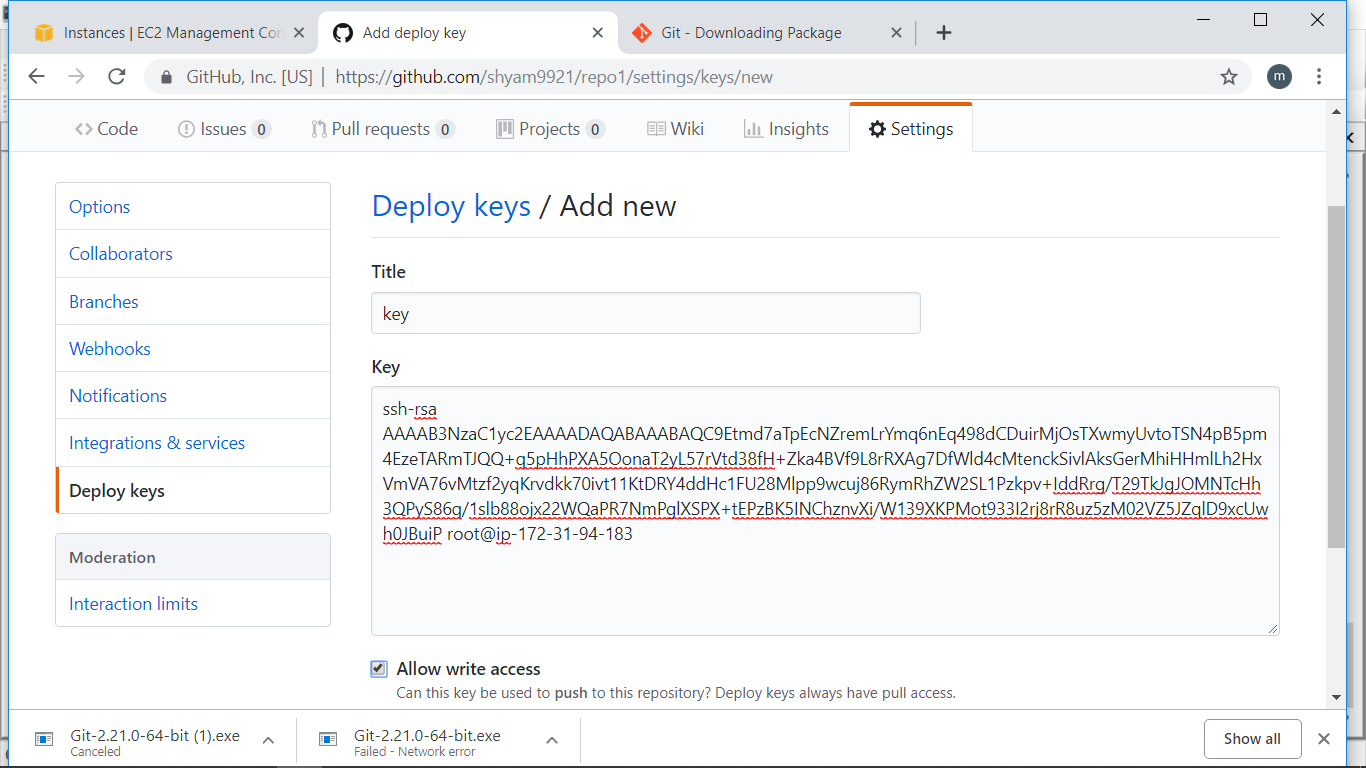 Instances | EC2 Management Con
Add deploy key
Git - Downloading Package
GitHub, Inc. [US] | https://github.com/shyam9921/repo1/settings/keys/new
m
Code
Issues 0
Pull requests 0
Projects 0
Wiki
Insights
Settings
Options
Collaborators
Branches
Webhooks
Notifications
Integrations & services
Deploy keys
Moderation
Interaction limits
Deploy keys / Add new
Title
key
Key
ssh-rsa
AAAAB3NzaC1yc2EAAAADAQABAAABAQC9Etmd7aTpEcNZremLrYmq6nEq498dCDuirMjOsTXwmyUvtoTSN4pB5pm
4EzeTARmTJQQ+q5pHhPXA5OonaT2yL57rVtd38fH+Zka4BVf9L8rRXAg7DfWld4cMtenckSivlAksGerMhiHHmlLh2Hx
VmVA76vMtzf2yqKrvdkk70ivt11KtDRY4ddHc1FU28Mlpp9wcuj86RymRhZW2SL1Pzkpv+IddRrg/T29TkJgJOMNTcHh
3QPyS86q/1slb88ojx22WQaPR7NmPglXSPX+tEPzBK5INChznvXi/W139XKPMot933I2rj8rR8uz5zM02VZ5JZqlD9xcUw
h0JBuiP root@ip-172-31-94-183
Allow write access
Can this key be used to push to this repository? Deploy keys always have pull access.
Git-2.21.0-64-bit (1).exe
Canceled
Git-2.21.0-64-bit.exe
Failed - Network error
Show all